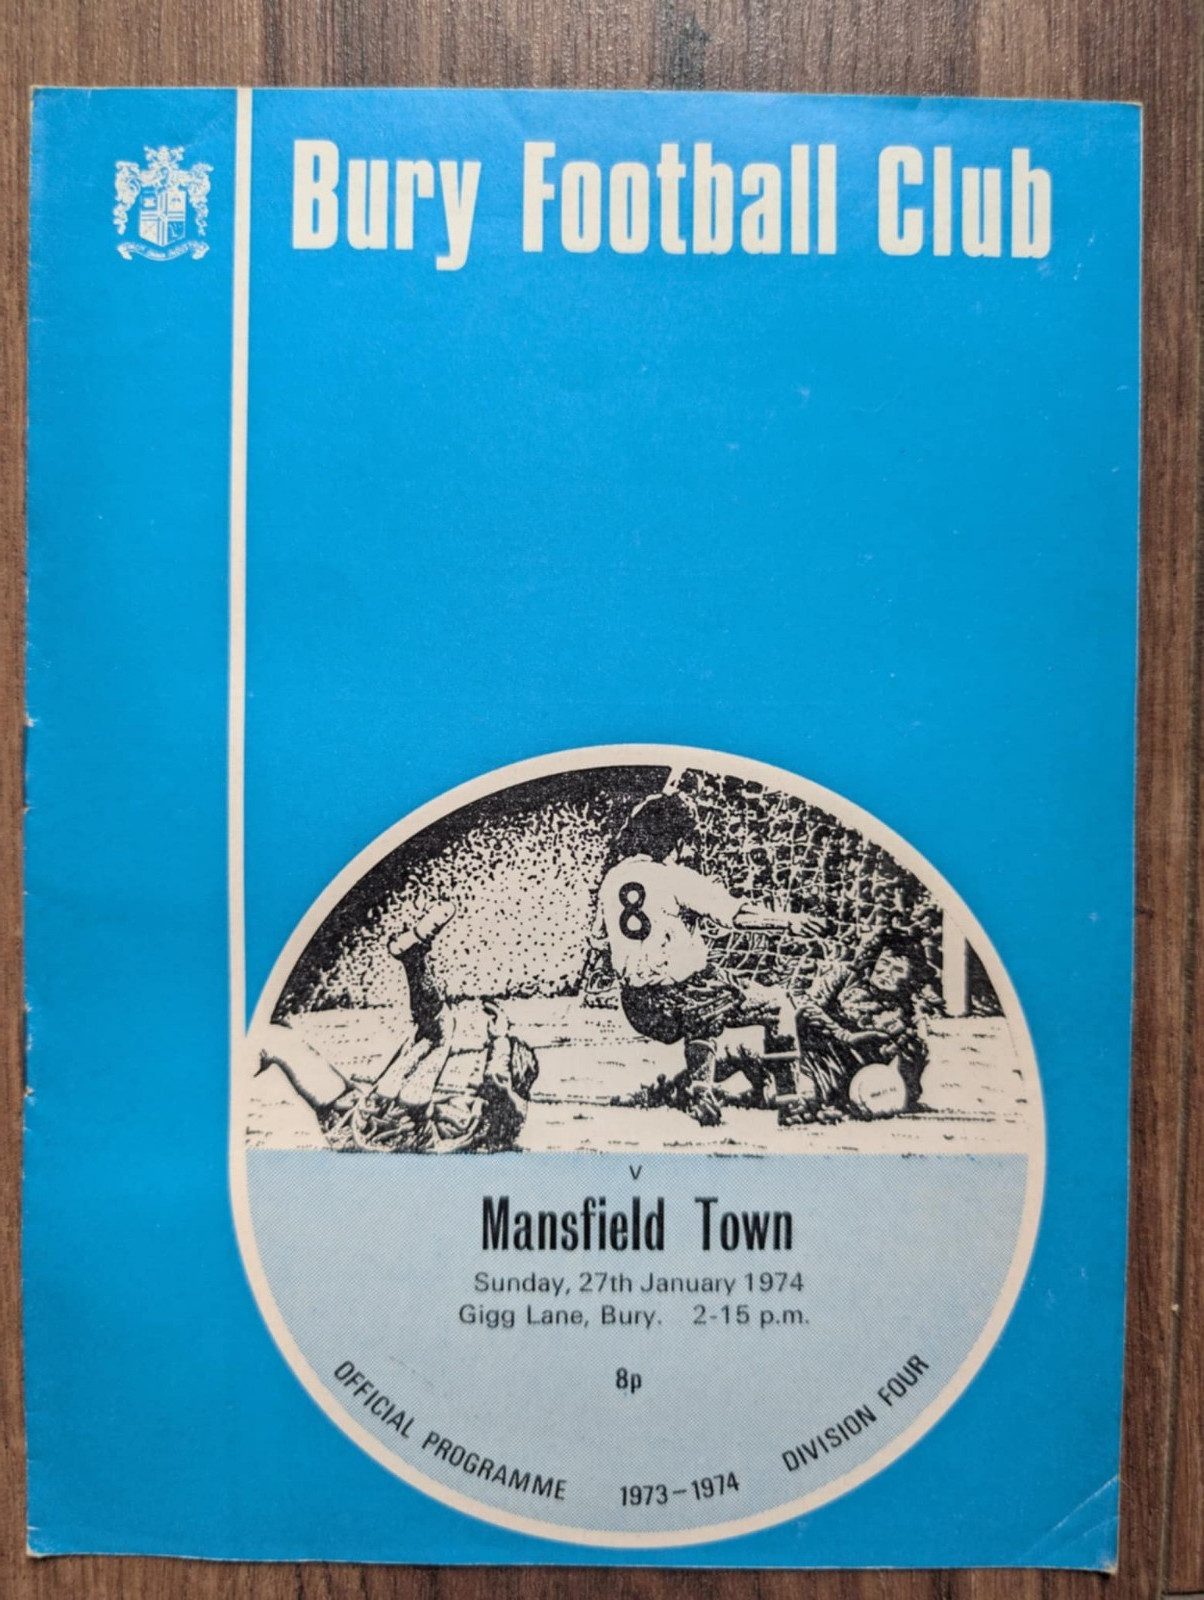 Bury Football Club
8
v
Mansfield Town
Sunday, 27th January 1974
Gigg Lane, Bury. 2-15 p.m.
8p
OFFICIAL PROGRAMME 1973-1974 DIVISION FOUR